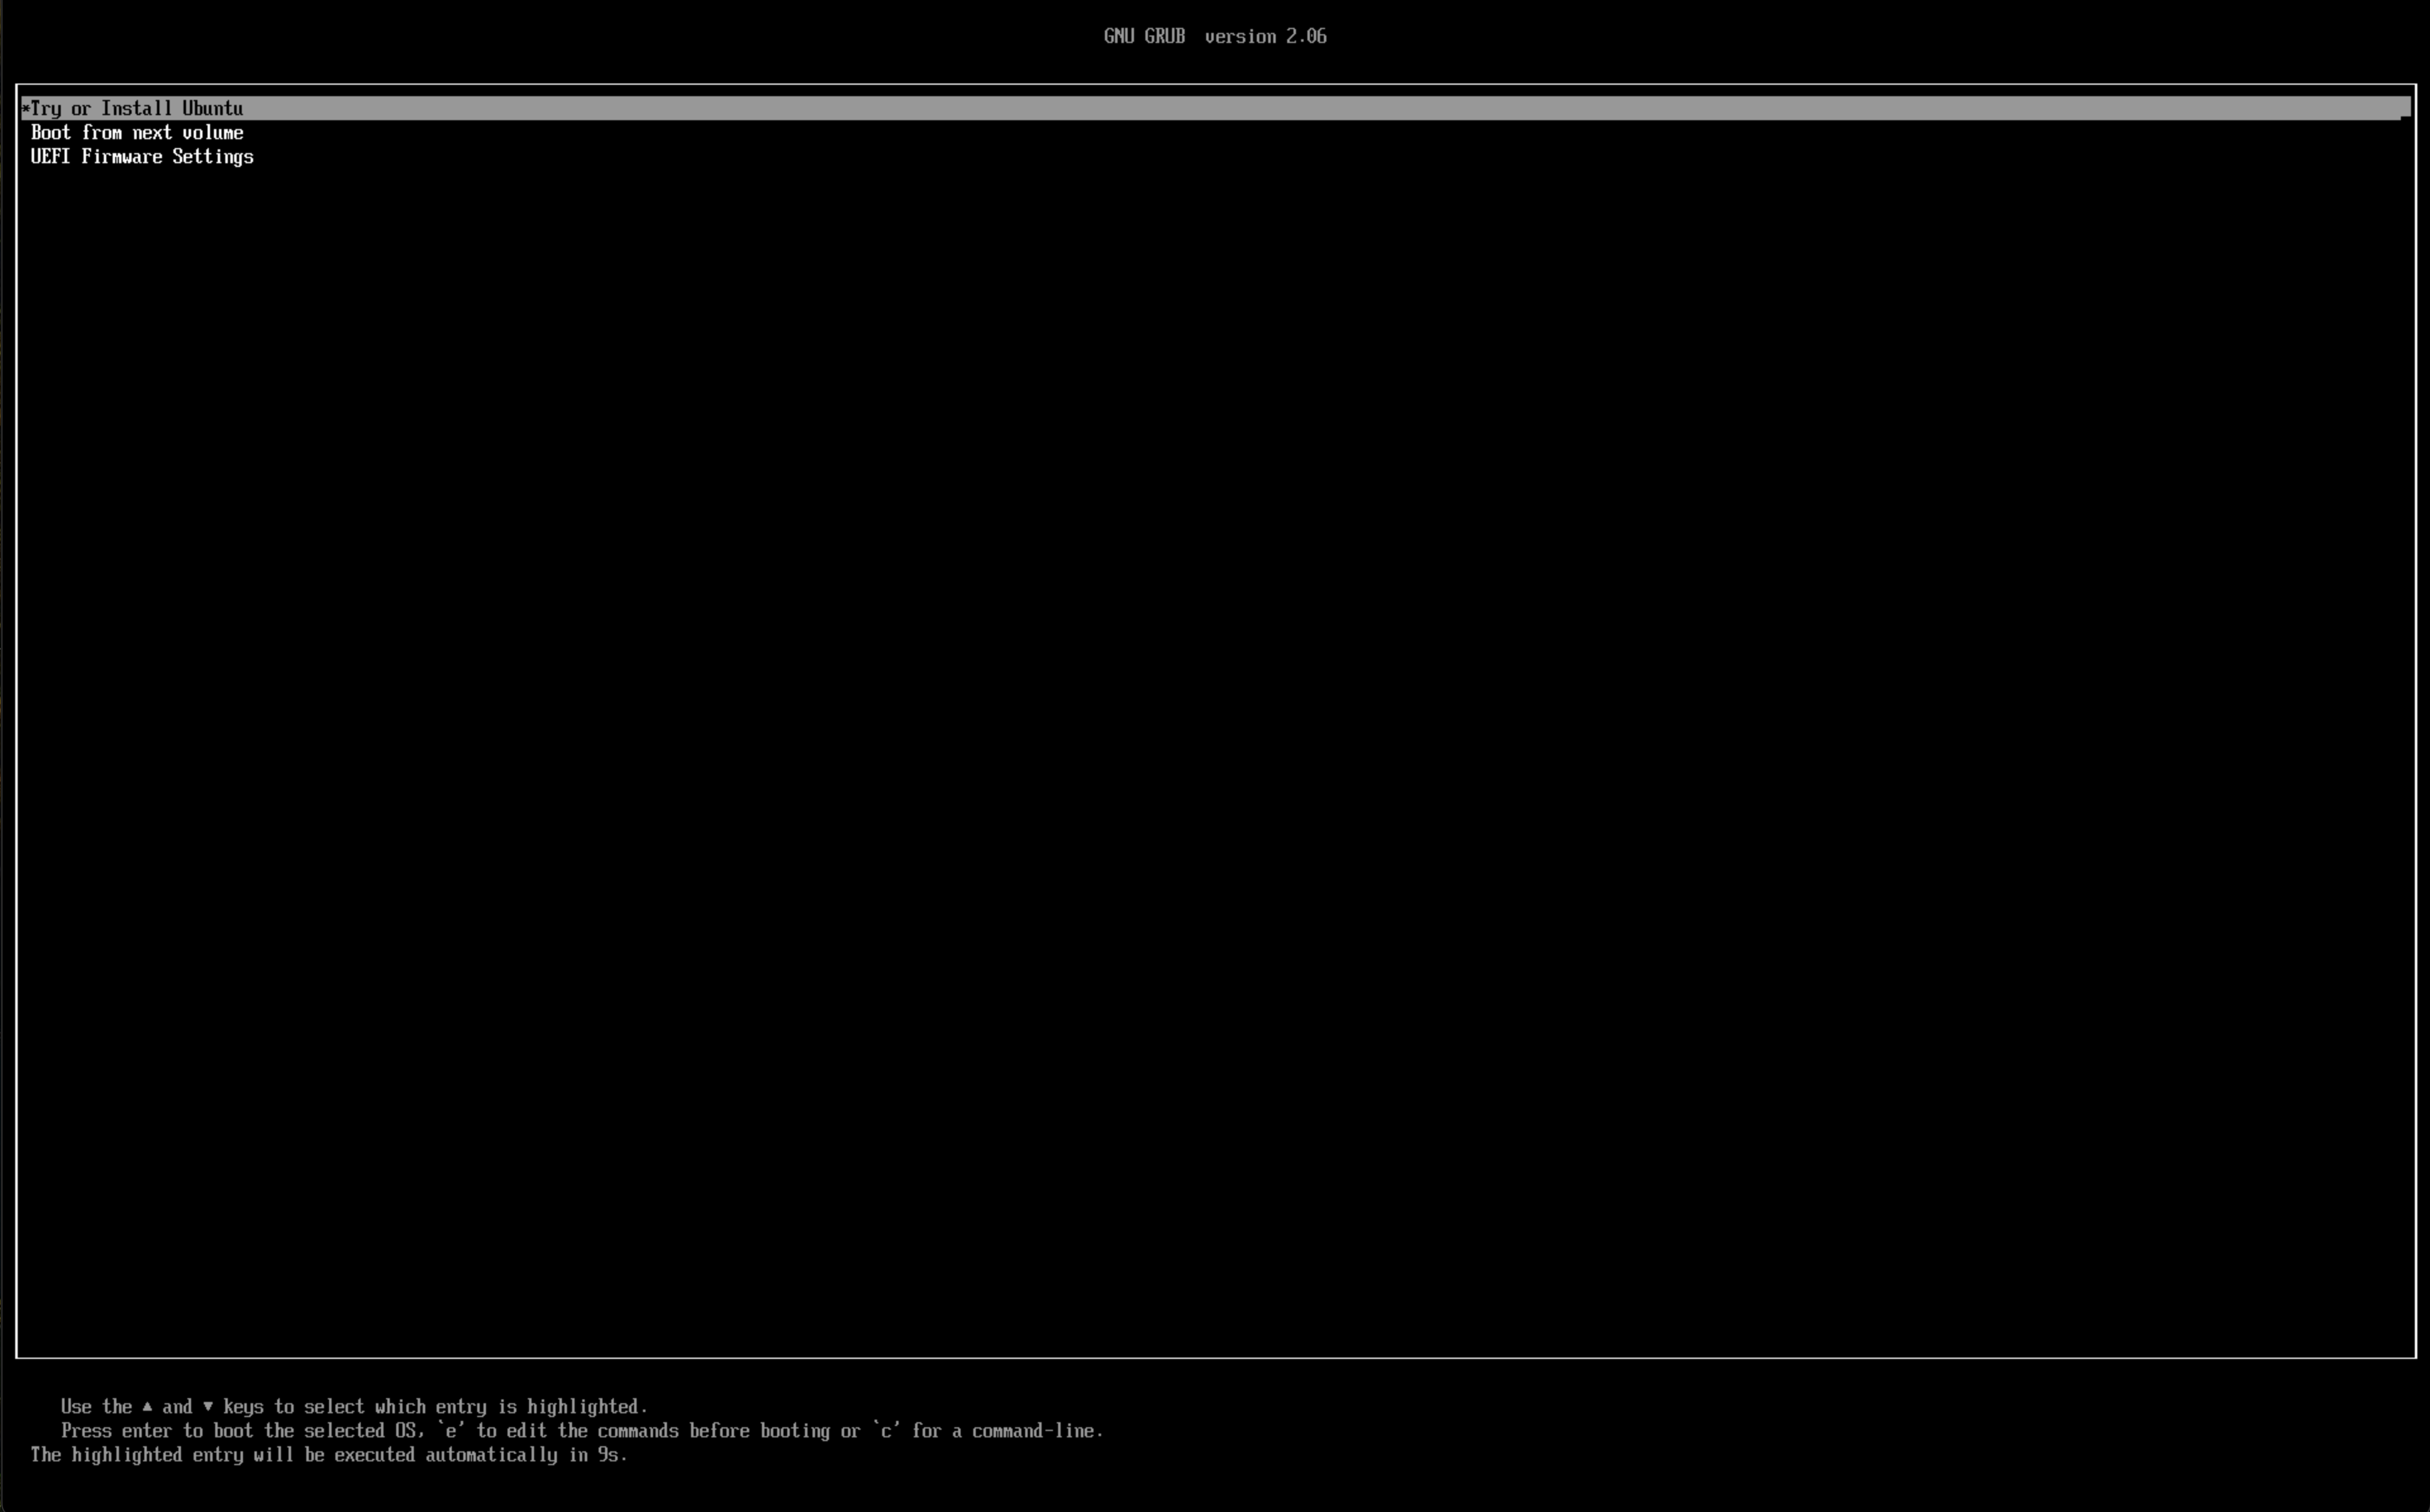 GNU GRUB  version 2.06
*Try or Install Ubuntu
Boot from next volume
UEFI Firmware Settings
Use the ▲ and ▼ keys to select which entry is highlighted.
Press enter to boot the selected OS, `e' to edit the commands before booting or `c' for a command-line.
The highlighted entry will be executed automatically in 9s.